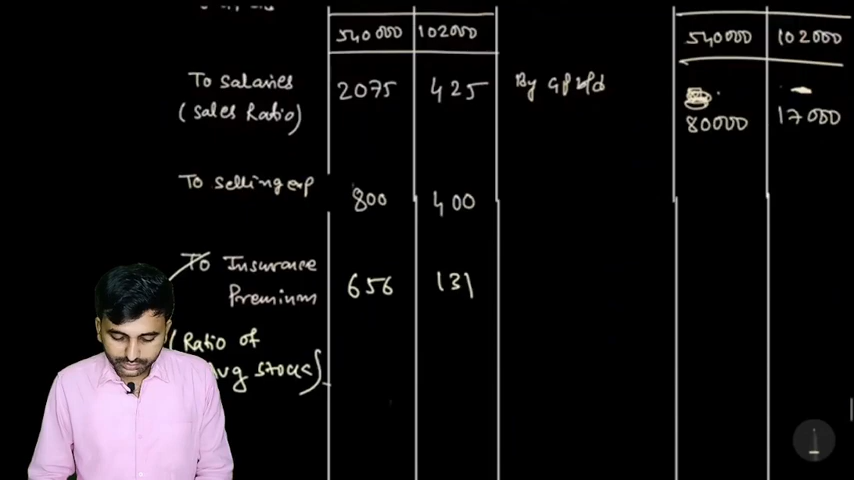 540000 102000 540000 102000
To salaries 2075 425 By GP b/d
(Sales Ratio) 80000 17000
To selling exp 800 400
To Insurance
Premium 656 131
(Ratio of
Avg Stock)